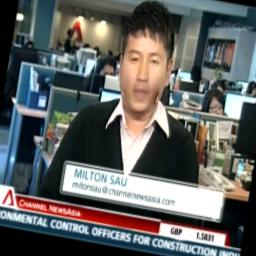 MILTON SAU
miltonsau@channelnewsasia.com
CHANNEL NEWSASIA
GBP 1.5831
ONMENTAL CONTROL OFFICERS FOR CONSTRUCTION INDU